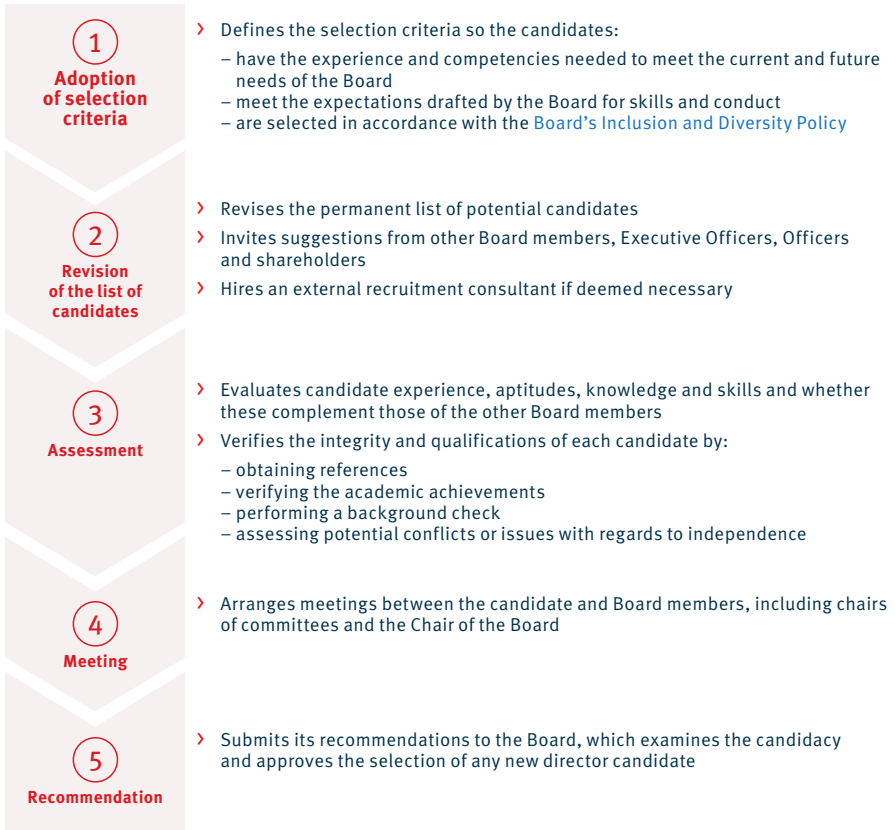 1
Adoption
of selection
criteria
› Defines the selection criteria so the candidates:
– have the experience and competencies needed to meet the current and future
needs of the Board
– meet the expectations drafted by the Board for skills and conduct
– are selected in accordance with the Board's Inclusion and Diversity Policy
2
Revision
of the list of
candidates
› Revises the permanent list of potential candidates
› Invites suggestions from other Board members, Executive Officers, Officers
and shareholders
› Hires an external recruitment consultant if deemed necessary
3
Assessment
› Evaluates candidate experience, aptitudes, knowledge and skills and whether
these complement those of the other Board members
› Verifies the integrity and qualifications of each candidate by:
– obtaining references
– verifying the academic achievements
– performing a background check
– assessing potential conflicts or issues with regards to independence
4
Meeting
› Arranges meetings between the candidate and Board members, including chairs
of committees and the Chair of the Board
5
Recommendation
› Submits its recommendations to the Board, which examines the candidacy
and approves the selection of any new director candidate